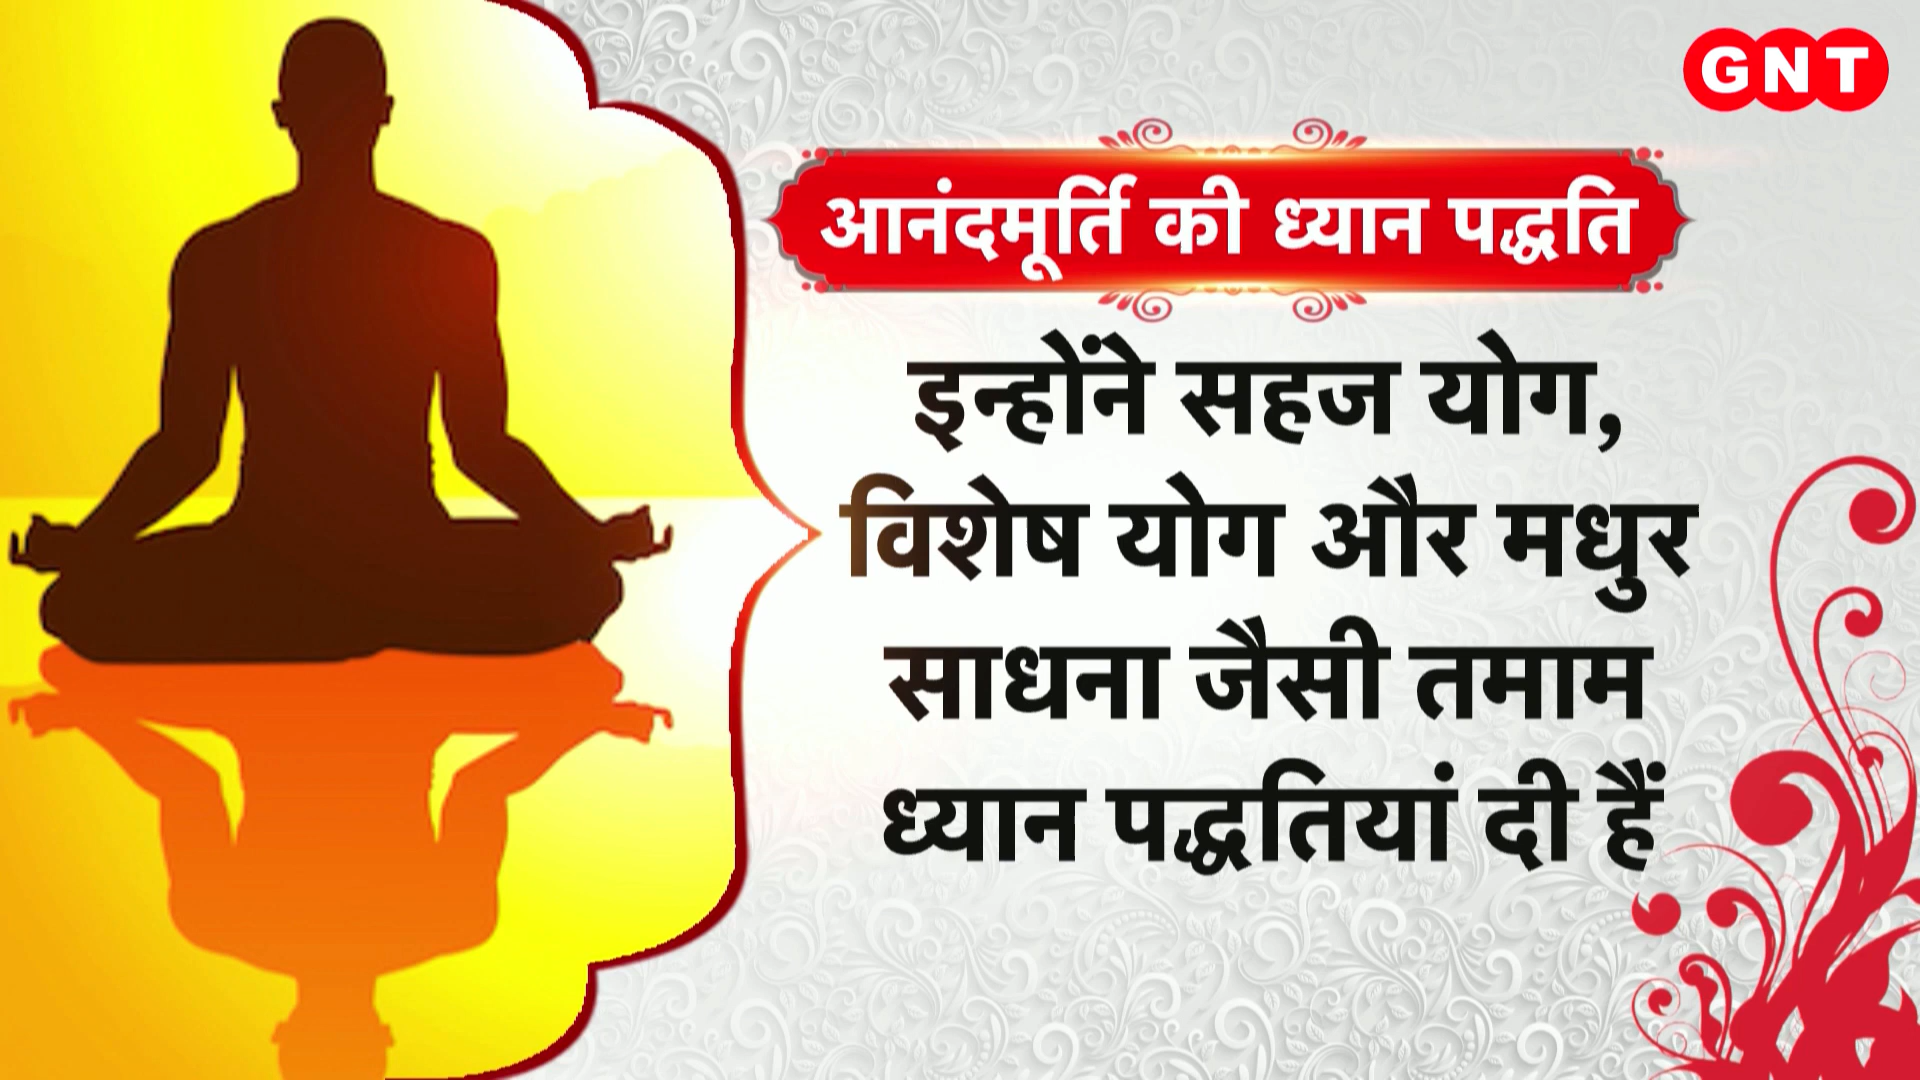 GNT
आनंदमूर्ति की ध्यान पद्धति
इन्होंने सहज योग,
विशेष योग और मधुर
साधना जैसी तमाम
ध्यान पद्धतियां दी हैं